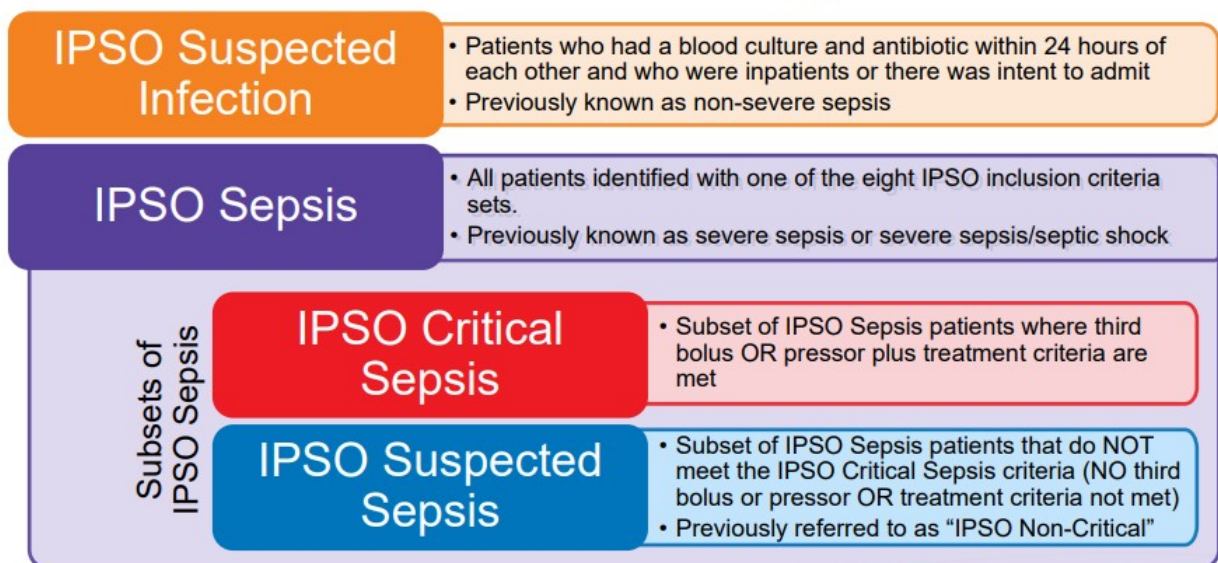 IPSO Suspected
Infection
• Patients who had a blood culture and antibiotic within 24 hours of
each other and who were inpatients or there was intent to admit
• Previously known as non-severe sepsis
IPSO Sepsis
• All patients identified with one of the eight IPSO inclusion criteria
sets.
• Previously known as severe sepsis or severe sepsis/septic shock
Subsets of
IPSO Sepsis
IPSO Critical
Sepsis
• Subset of IPSO Sepsis patients where third
bolus OR pressor plus treatment criteria are
met
IPSO Suspected
Sepsis
• Subset of IPSO Sepsis patients that do NOT
meet the IPSO Critical Sepsis criteria (NO third
bolus or pressor OR treatment criteria not met)
• Previously referred to as “IPSO Non-Critical”